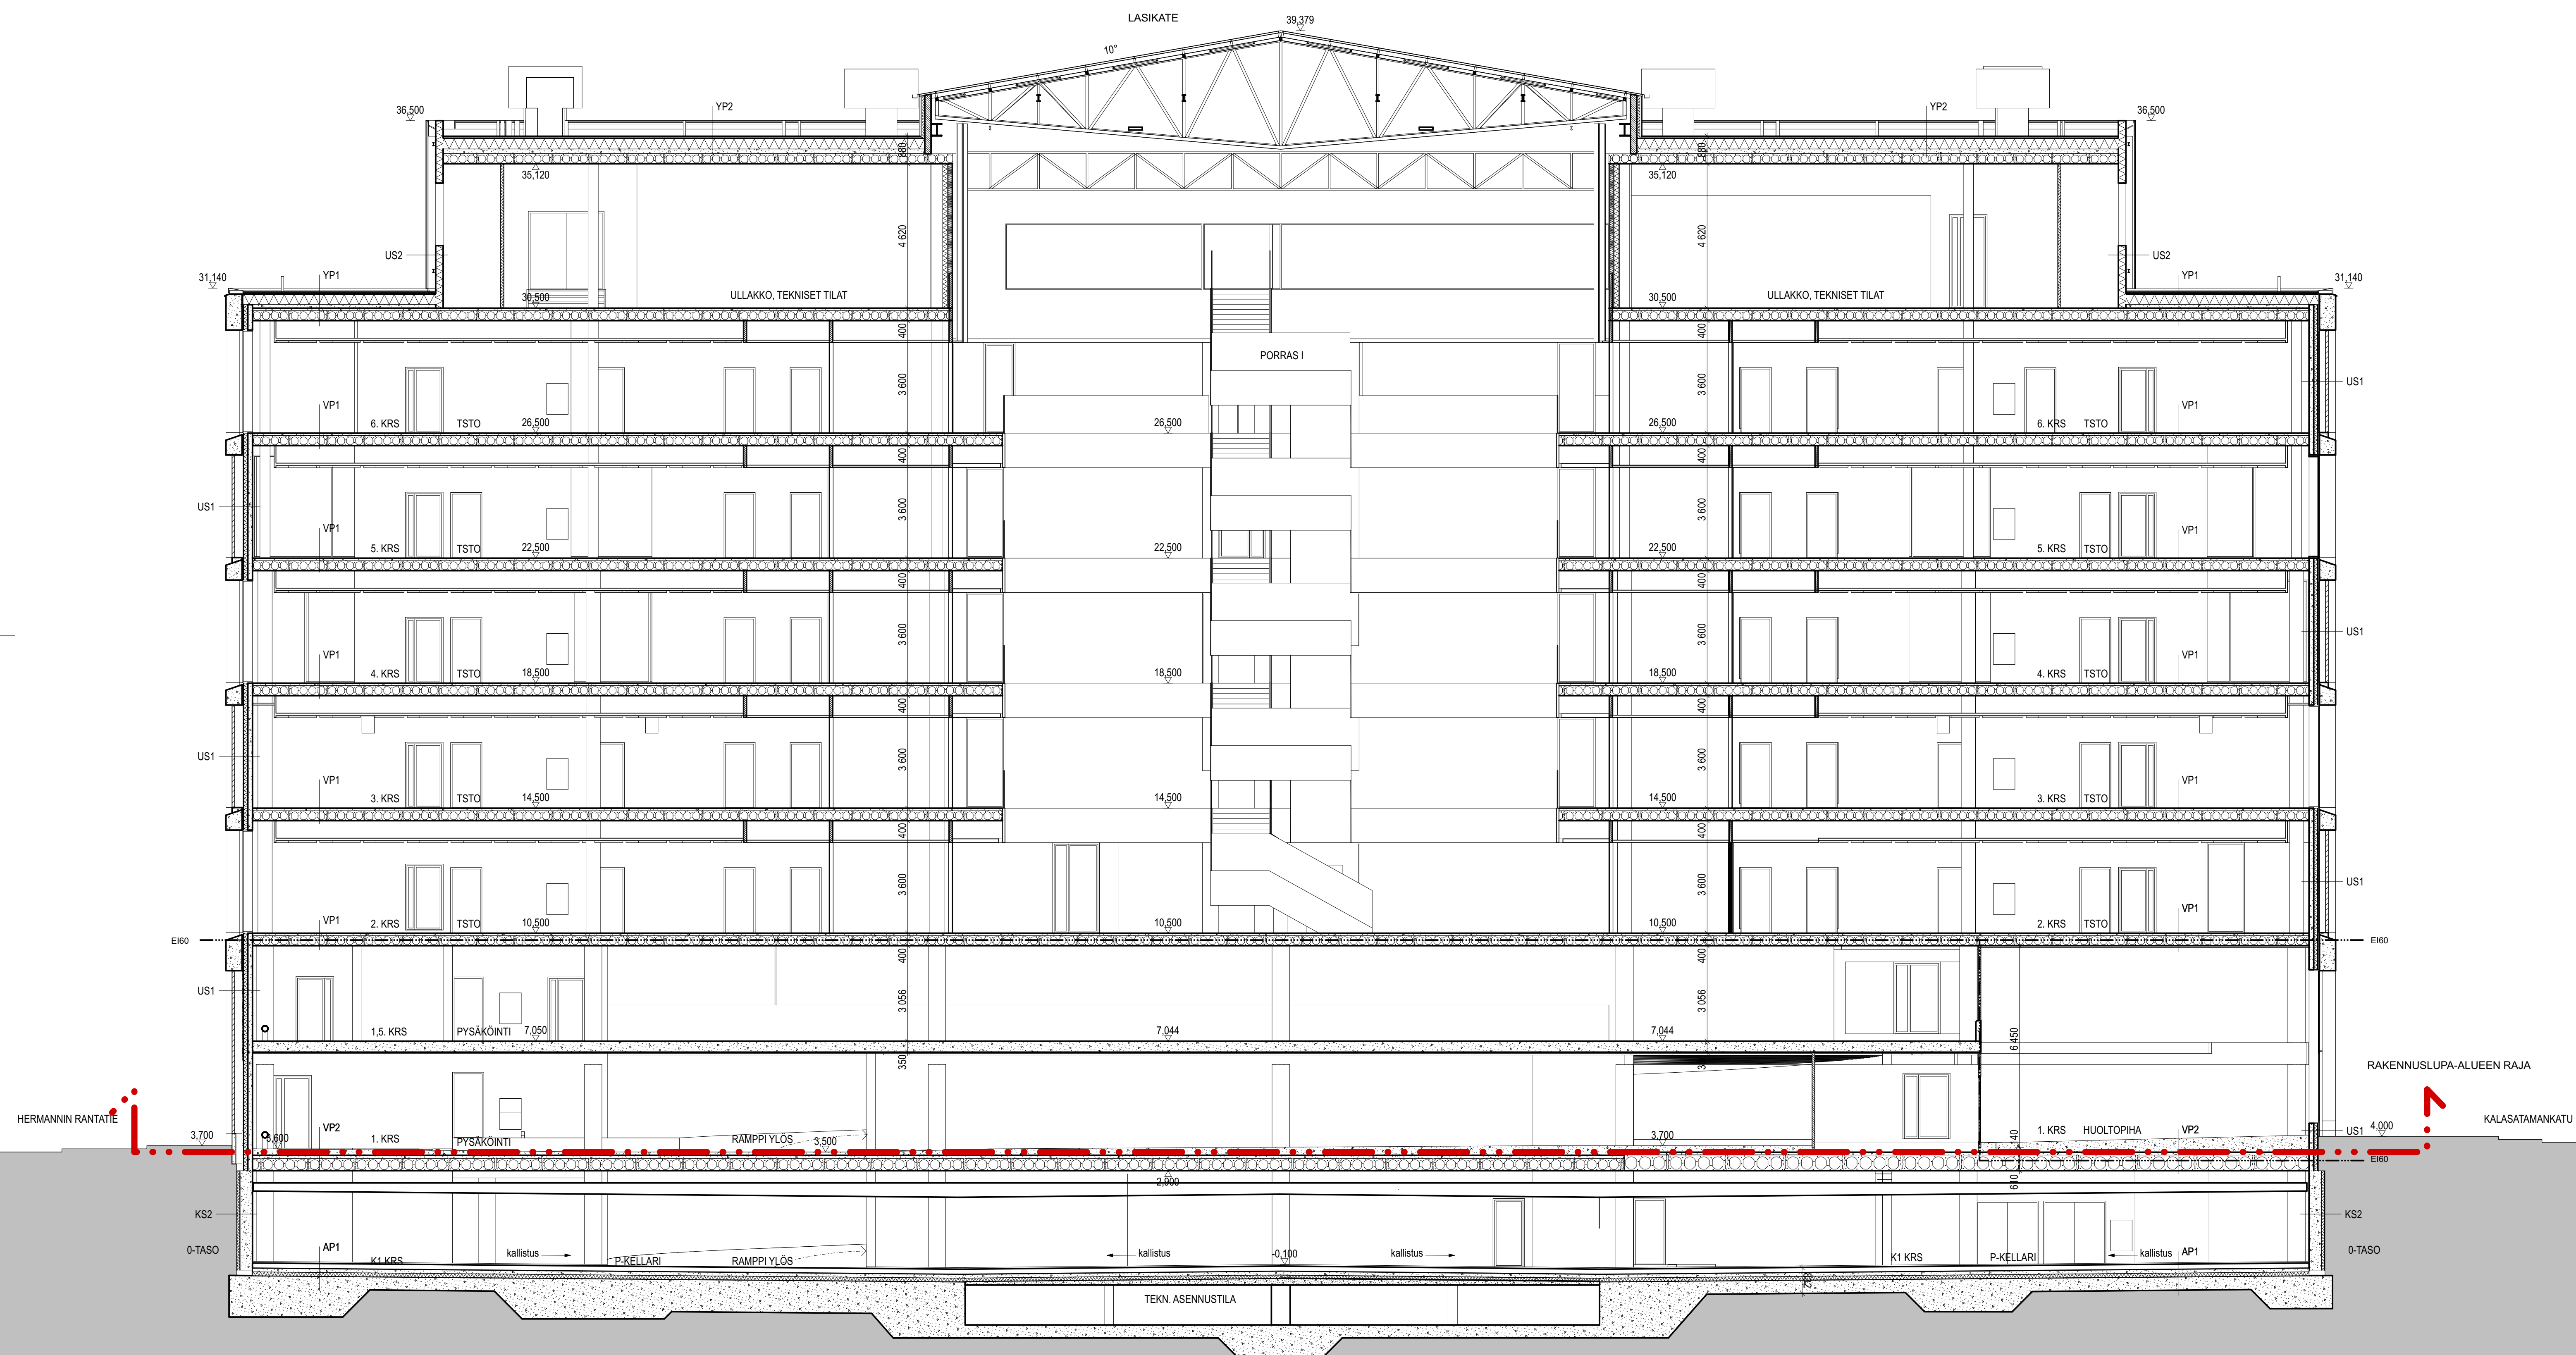 LASIKATE
39,379
10°
36,500
YP2
YP2
36,500
880
880
35,120
35,120
4 620
4 620
US2
US2
31,140
YP1
YP1
31,140
30,500
ULLAKKO, TEKNISET TILAT
30,500
ULLAKKO, TEKNISET TILAT
400
400
PORRAS I
3 600
3 600
US1
VP1
VP1
6. KRS TSTO 26,500
26,500
26,500
6. KRS TSTO
400
400
US1
3 600
3 600
VP1
VP1
5. KRS TSTO 22,500
22,500
22,500
5. KRS TSTO
400
400
3 600
3 600
US1
VP1
VP1
4. KRS TSTO 18,500
18,500
18,500
4. KRS TSTO
400
400
US1
3 600
3 600
VP1
VP1
3. KRS TSTO 14,500
14,500
14,500
3. KRS TSTO
400
400
3 600
3 600
US1
VP1
VP1
2. KRS TSTO 10,500
10,500
10,500
2. KRS TSTO
EI60
EI60
400
400
US1
3 056
3 056
1,5. KRS PYSÄKÖINTI 7,050
7,044
7,044
6 450
350
RAKENNUSLUPA-ALUEEN RAJA
HERMANNIN RANTATIE
KALASATAMANKATU
3,700
3,600
VP2
1. KRS PYSÄKÖINTI
RAMPPI YLÖS
3,500
3,700
1. KRS HUOLTOPIHA
VP2
US1
4,000
EI60
2,900
610
KS2
KS2
0-TASO
AP1
kallistus
kallistus
-0,100
kallistus
kallistus
AP1
0-TASO
K1 KRS
P-KELLARI
RAMPPI YLÖS
K1 KRS
P-KELLARI
TEKN. ASENNUSTILA